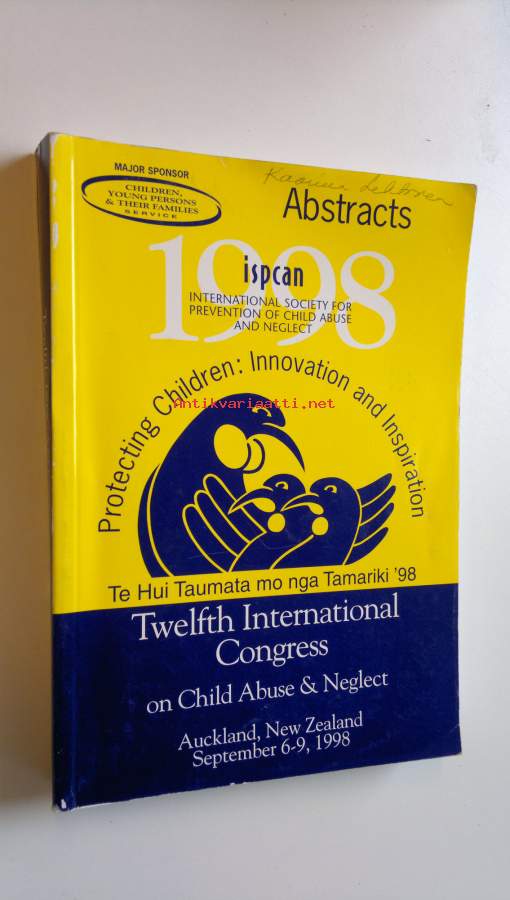 MAJOR SPONSOR
CHILDREN,
YOUNG PERSONS
& THEIR FAMILIES
SERVICE
Abstracts
1998
ispcan
INTERNATIONAL SOCIETY FOR
PREVENTION OF CHILD ABUSE
AND NEGLECT
Protecting Children: Innovation and Inspiration
Antikvariaatti.net
Te Hui Taumata mo nga Tamariki '98
Twelfth International
Congress
on Child Abuse & Neglect
Auckland, New Zealand
September 6-9, 1998